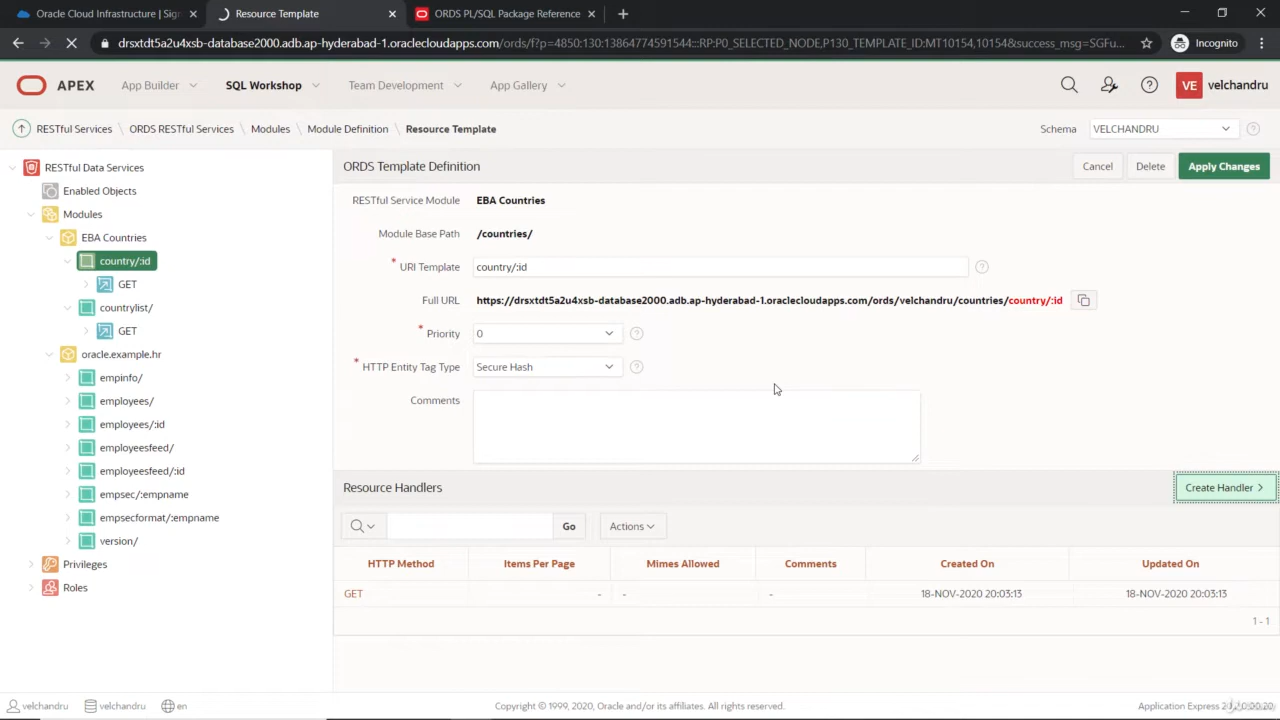 Oracle Cloud Infrastructure | Sign
Resource Template
ORDS PL/SQL Package Reference
drsxtdt5a2u4xsb-database2000.adb.ap-hyderabad-1.oraclecloudapps.com/ords/f?p=4850:130:13864774591544:::RP:P0_SELECTED_NODE,P130_TEMPLATE_ID:MT10154,10154&success_msg=SGFu...
Incognito
APEX
App Builder
SQL Workshop
Team Development
App Gallery
VE
velchandru
RESTful Services \ ORDS RESTful Services \ Modules \ Module Definition \ Resource Template
Schema
VELCHANDRU
RESTful Data Services
Enabled Objects
Modules
EBA Countries
country/:id
GET
countrylist/
GET
oracle.example.hr
empinfo/
employees/
employees/:id
employeesfeed/
employeesfeed/:id
empsec/:empname
empsecformat/:empname
version/
Privileges
Roles
ORDS Template Definition
Cancel
Delete
Apply Changes
RESTful Service Module EBA Countries
Module Base Path /countries/
* URI Template country/:id
Full URL https://drsxtdt5a2u4xsb-database2000.adb.ap-hyderabad-1.oraclecloudapps.com/ords/velchandru/countries/country/:id
* Priority 0
* HTTP Entity Tag Type Secure Hash
Comments
Resource Handlers
Create Handler >
Go
Actions
HTTP Method Items Per Page Mimes Allowed Comments Created On Updated On
GET - - - 18-NOV-2020 20:03:13 18-NOV-2020 20:03:13
1 - 1
velchandru
velchandru
en
Copyright © 1999, 2020, Oracle and/or its affiliates. All rights reserved.
Application Express